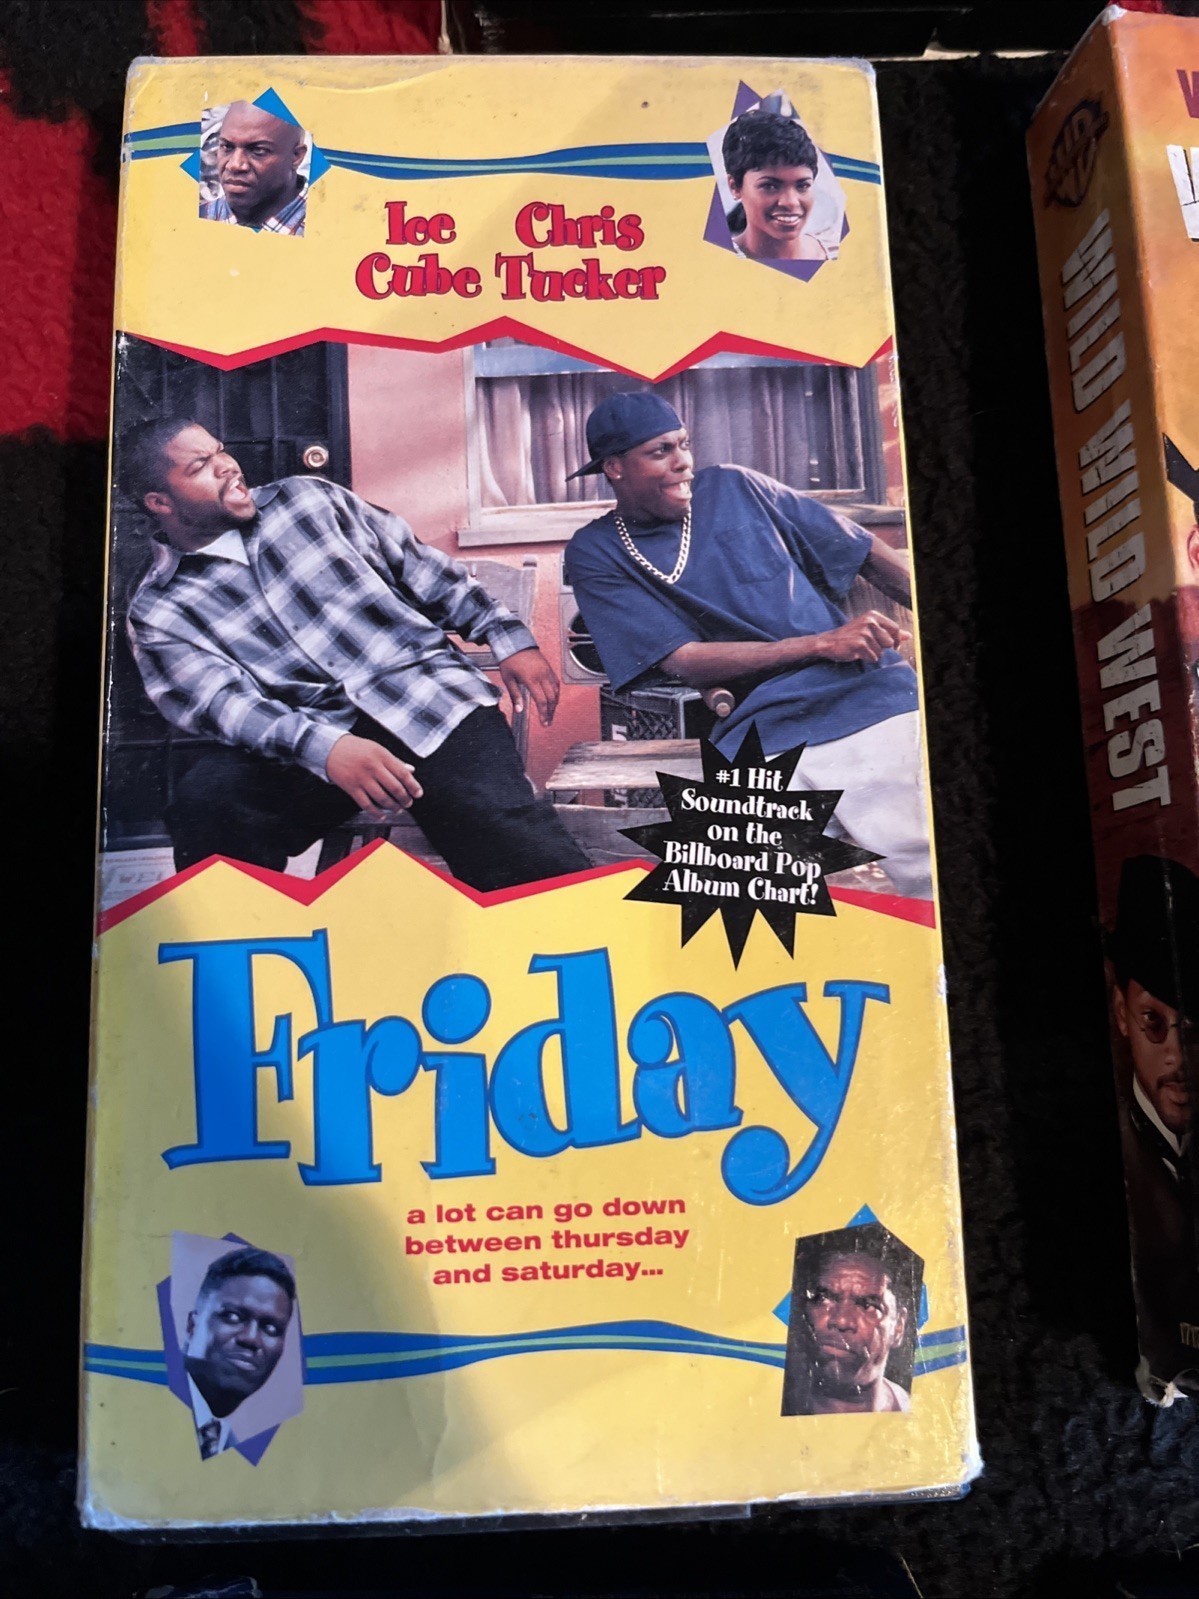 Ice Chris
Cube Tucker
#1 Hit
Soundtrack
on the
Billboard Pop
Album Chart!
Friday
a lot can go down
between thursday
and saturday...
WILD WILD WEST